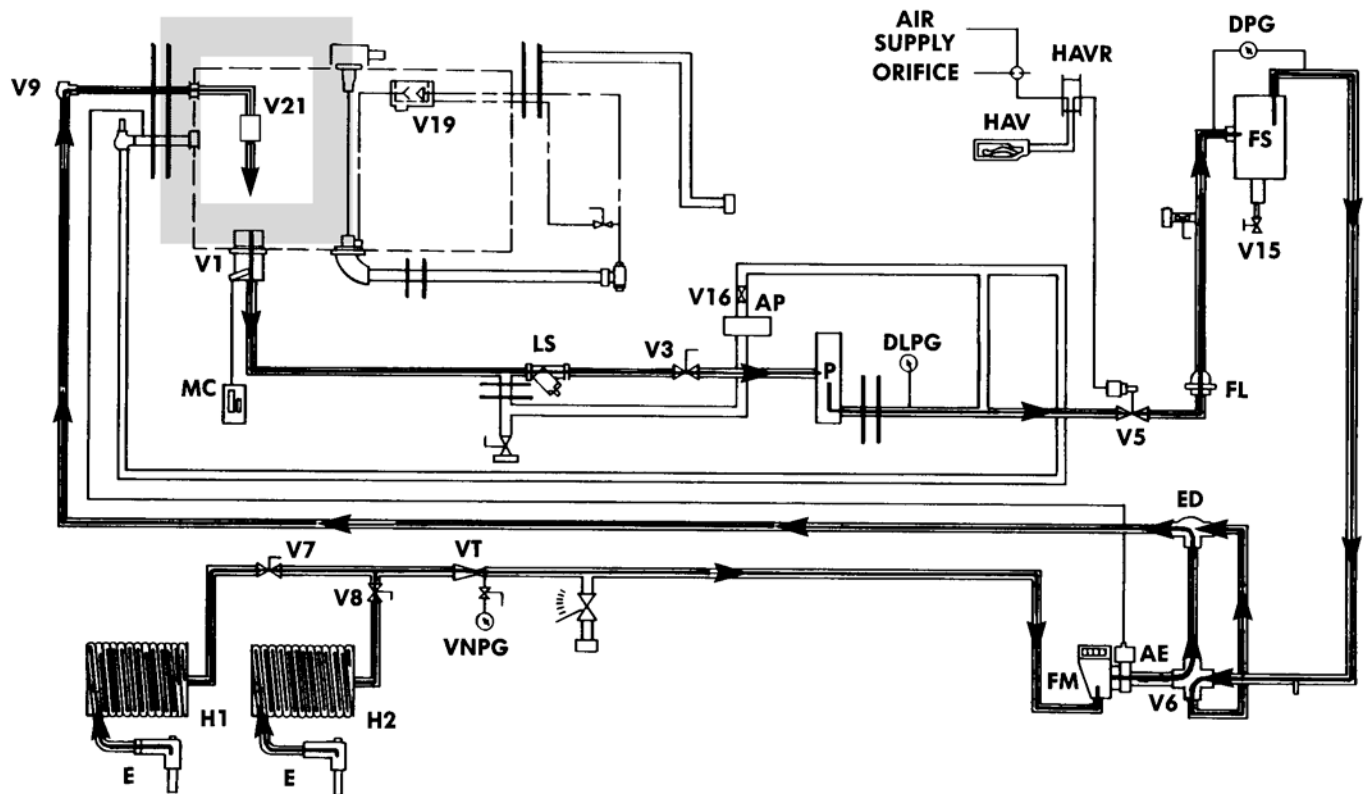 AIR
SUPPLY
ORIFICE
HAVR
DPG
V9
V21
V19
HAV
FS
V1
V15
V16
AP
LS
V3
DLPG
P
MC
FL
V5
ED
V7
VT
V8
VNPG
AE
FM
V6
H1
H2
E
E